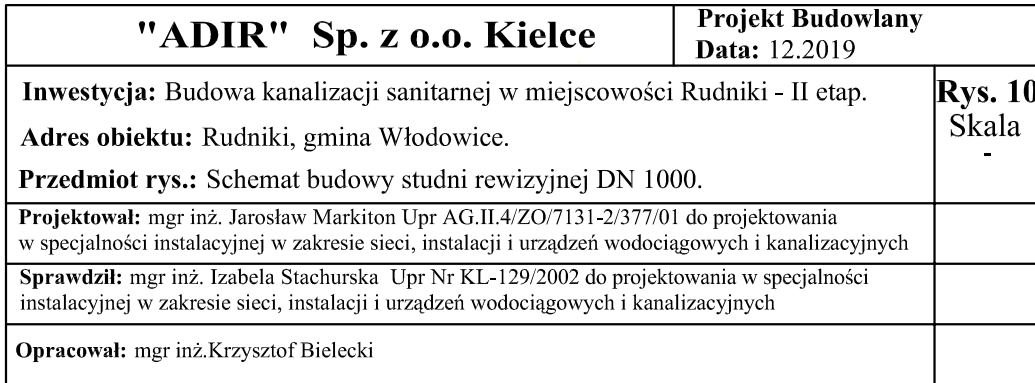 "ADIR" Sp. z o.o. Kielce
Projekt Budowlany
Data: 12.2019
Inwestycja: Budowa kanalizacji sanitarnej w miejscowości Rudniki - II etap.
Adres obiektu: Rudniki, gmina Włodowice.
Przedmiot rys.: Schemat budowy studni rewizyjnej DN 1000.
Rys. 10
Skala
-
Projektował: mgr inż. Jarosław Markiton Upr AG.II.4/ZO/7131-2/377/01 do projektowania
w specjalności instalacyjnej w zakresie sieci, instalacji i urządzeń wodociągowych i kanalizacyjnych
Sprawdził: mgr inż. Izabela Stachurska Upr Nr KL-129/2002 do projektowania w specjalności
instalacyjnej w zakresie sieci, instalacji i urządzeń wodociągowych i kanalizacyjnych
Opracował: mgr inż.Krzysztof Bielecki